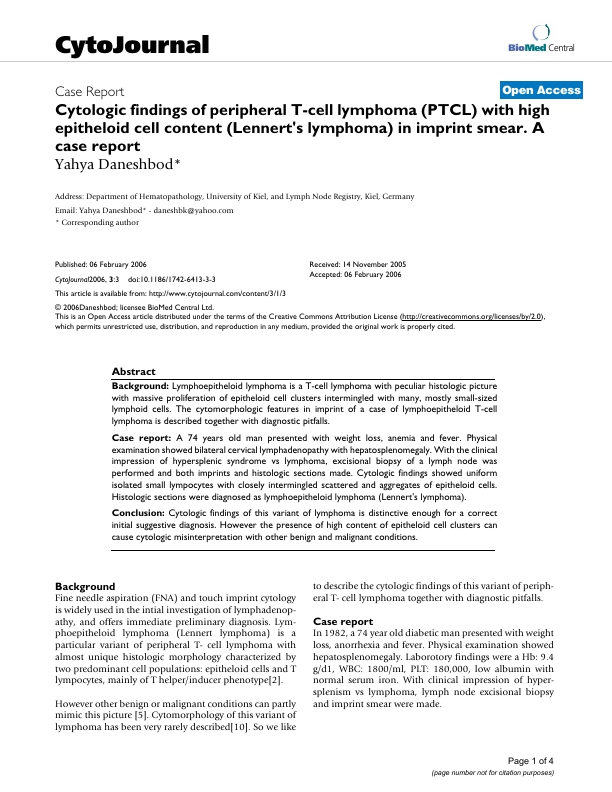 CytoJournal
BioMed Central
Case Report
Open Access
Cytologic findings of peripheral T-cell lymphoma (PTCL) with high
epitheloid cell content (Lennert's lymphoma) in imprint smear. A
case report
Yahya Daneshbod*
Address: Department of Hematopathology, University of Kiel, and Lymph Node Registry, Kiel, Germany
Email: Yahya Daneshbod* - daneshbk@yahoo.com
* Corresponding author
Published: 06 February 2006
CytoJournal2006, 3:3 doi:10.1186/1742-6413-3-3
Received: 14 November 2005
Accepted: 06 February 2006
This article is available from: http://www.cytojournal.com/content/3/1/3
© 2006Daneshbod; licensee BioMed Central Ltd.
This is an Open Access article distributed under the terms of the Creative Commons Attribution License (http://creativecommons.org/licenses/by/2.0),
which permits unrestricted use, distribution, and reproduction in any medium, provided the original work is properly cited.
Abstract
Background: Lymphoepitheloid lymphoma is a T-cell lymphoma with peculiar histologic picture
with massive proliferation of epitheloid cell clusters intermingled with many, mostly small-sized
lymphoid cells. The cytomorphologic features in imprint of a case of lymphoepitheloid T-cell
lymphoma is described together with diagnostic pitfalls.
Case report: A 74 years old man presented with weight loss, anemia and fever. Physical
examination showed bilateral cervical lymphadenopathy with hepatosplenomegaly. With the clinical
impression of hypersplenic syndrome vs lymphoma, excisional biopsy of a lymph node was
performed and both imprints and histologic sections made. Cytologic findings showed uniform
isolated small lympocytes with closely intermingled scattered and aggregates of epitheloid cells.
Histologic sections were diagnosed as lymphoepitheloid lymphoma (Lennert's lymphoma).
Conclusion: Cytologic findings of this variant of lymphoma is distinctive enough for a correct
initial suggestive diagnosis. However the presence of high content of epitheloid cell clusters can
cause cytologic misinterpretation with other benign and malignant conditions.
Background
Fine needle aspiration (FNA) and touch imprint cytology
is widely used in the intial investigation of lymphadenop-
athy, and offers immediate preliminary diagnosis. Lym-
phoepitheloid lymphoma (Lennert lymphoma) is a
particular variant of peripheral T- cell lymphoma with
almost unique histologic morphology characterized by
two predominant cell populations: epitheloid cells and T
lympocytes, mainly of T helper/inducer phenotype[2].
However other benign or malignant conditions can partly
mimic this picture [5]. Cytomorphology of this variant of
lymphoma has been very rarely described[10]. So we like
to describe the cytologic findings of this variant of periph-
eral T- cell lymphoma together with diagnostic pitfalls.
Case report
In 1982, a 74 year old diabetic man presented with weight
loss, anorrhexia and fever. Physical examination showed
hepatosplenomegaly. Laborotory findings were a Hb: 9.4
g/d1, WBC: 1800/ml, PLT: 180,000, low albumin with
normal serum iron. With clinical impression of hyper-
splenism vs lymphoma, lymph node excisional biopsy
and imprint smear were made.
Page 1 of 4
(page number not for citation purposes)